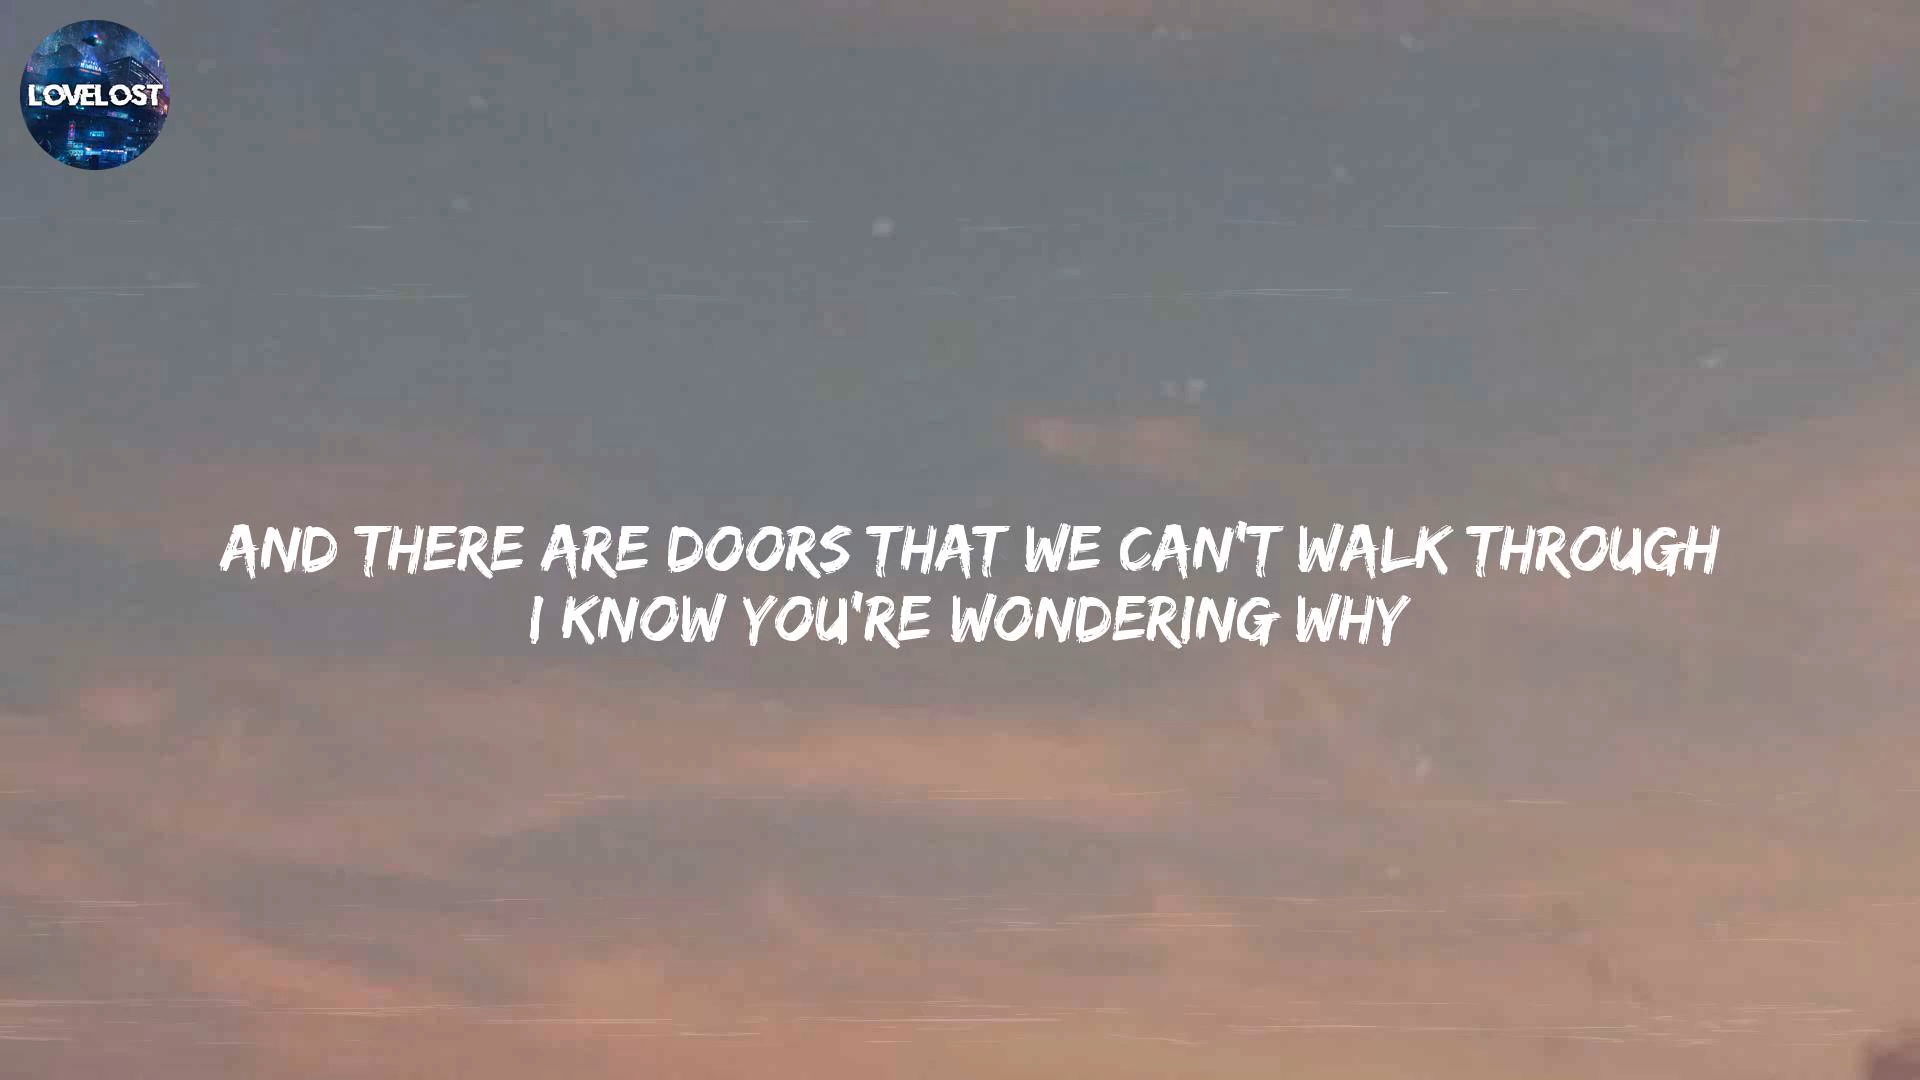 LOVELOST
AND THERE ARE DOORS THAT WE CAN'T WALK THROUGH
I KNOW YOU'RE WONDERING WHY